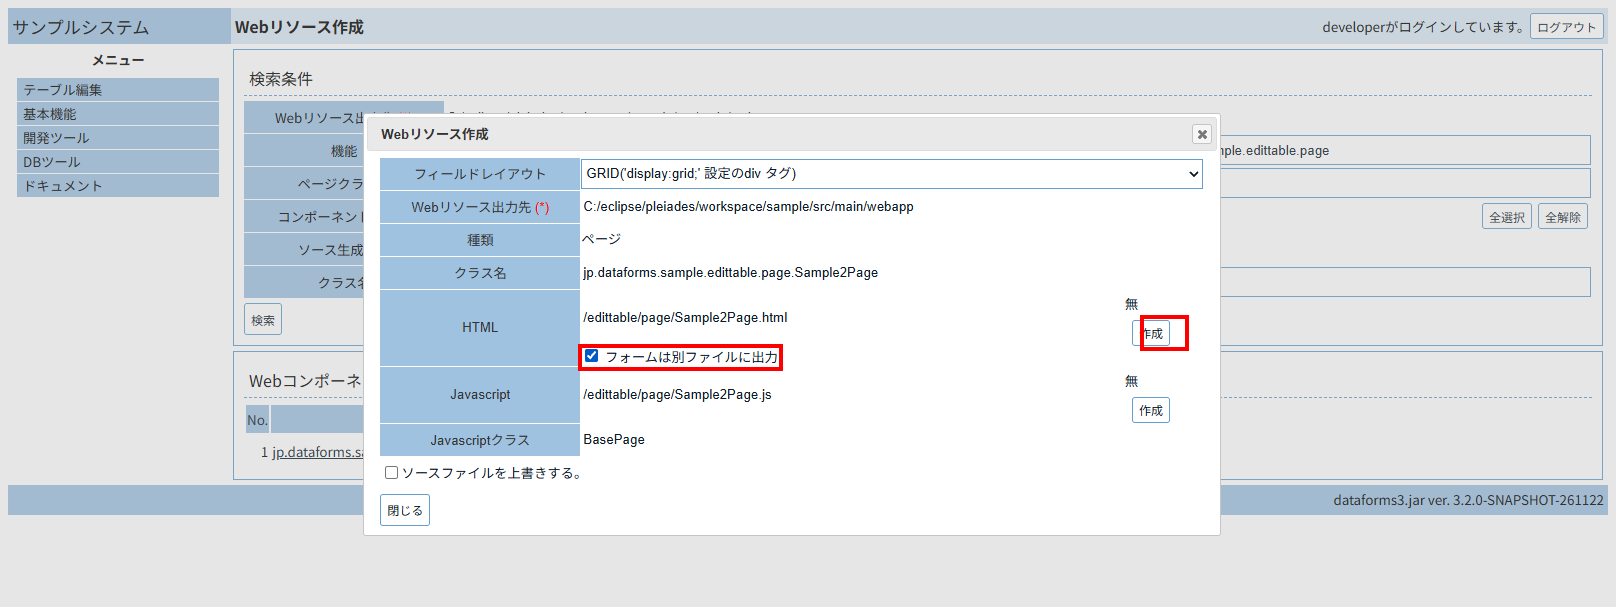 サンプルシステム
Webリソース作成
developerがログインしています。
ログアウト
メニュー
テーブル編集
基本機能
開発ツール
DBツール
ドキュメント
検索条件
Webリソース出
機能
ple.edittable.page
ページクラ
コンポーネント
全選択
全解除
ソース生成
クラス名
検索
Webコンポーネ
No.
1 jp.dataforms.sa
dataforms3.jar ver. 3.2.0-SNAPSHOT-261122
Webリソース作成
フィールドレイアウト
GRID('display:grid;' 設定のdiv タグ)
Webリソース出力先 (*)
C:/eclipse/pleiades/workspace/sample/src/main/webapp
種類
ページ
クラス名
jp.dataforms.sample.edittable.page.Sample2Page
HTML
/edittable/page/Sample2Page.html
無
作成
フォームは別ファイルに出力
Javascript
/edittable/page/Sample2Page.js
無
作成
Javascriptクラス
BasePage
ソースファイルを上書きする。
閉じる